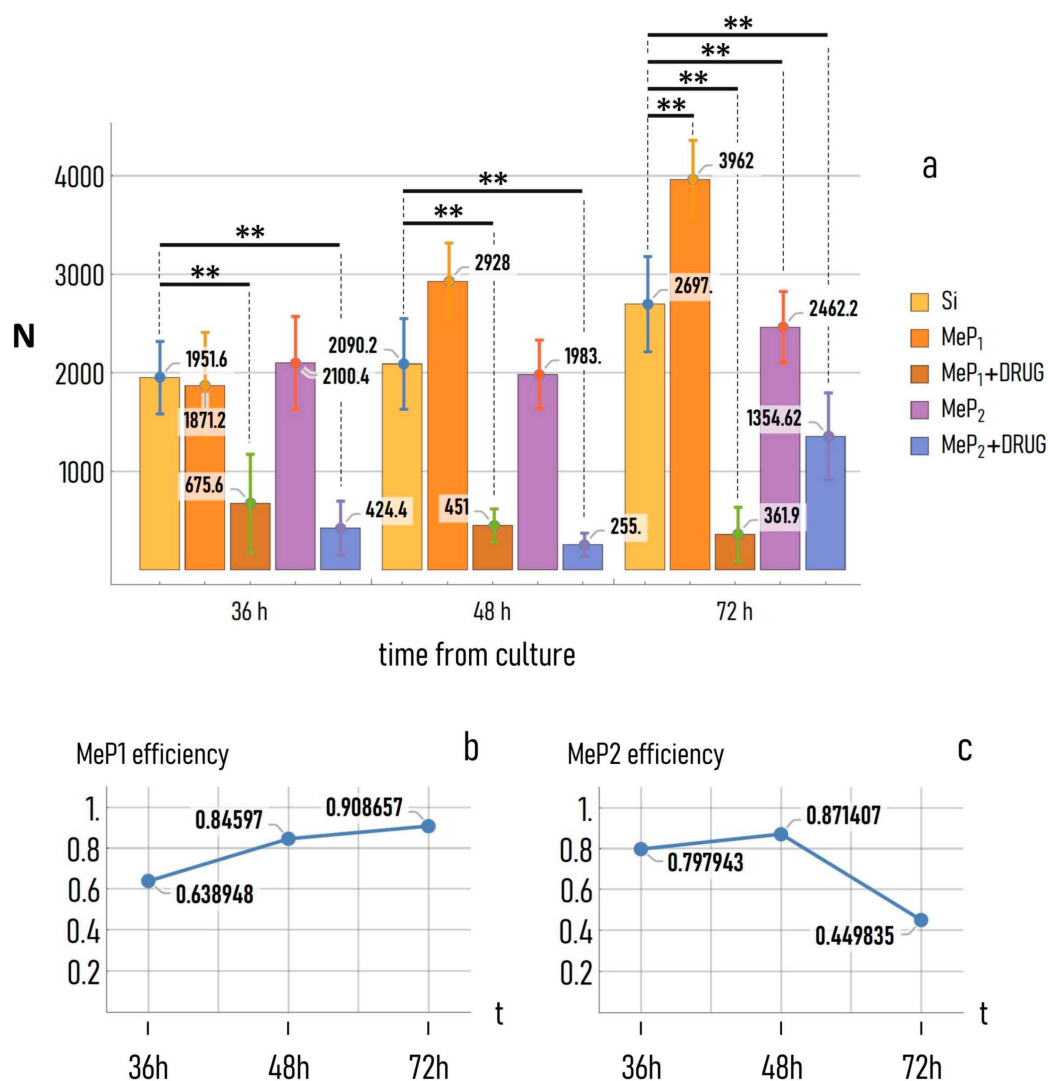 **
**
**
**
a
4000
3000
2000
1000
N
**
**
**
**
1951.6
1871.2
675.6
2100.4
424.4
2090.2
2928
451
1983.
255.
2697.
3962
361.9
2462.2
1354.62
Si
MeP₁
MeP₁+DRUG
MeP₂
MeP₂+DRUG
36 h
48 h
72 h
time from culture
MeP1 efficiency
b
1.
0.8
0.6
0.4
0.2
0.638948
0.84597
0.908657
t
36h
48h
72h
MeP2 efficiency
c
1.
0.8
0.6
0.4
0.2
0.797943
0.871407
0.449835
t
36h
48h
72h